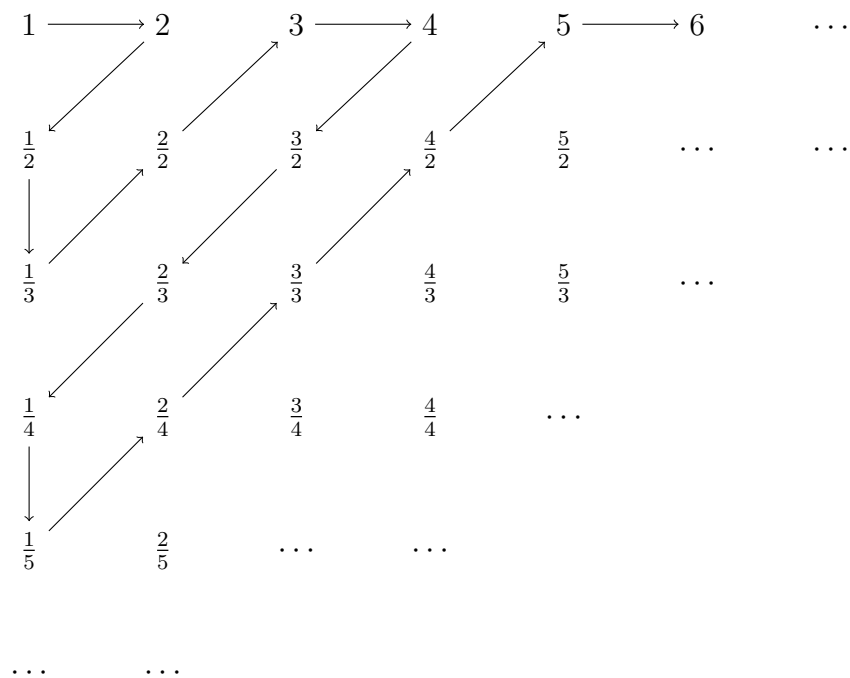 1 2 3 4 5 6 ⋯
1/2 2/2 3/2 4/2 5/2 ⋯ ⋯
1/3 2/3 3/3 4/3 5/3 ⋯
1/4 2/4 3/4 4/4 ⋯
1/5 2/5 ⋯ ⋯
⋯ ⋯